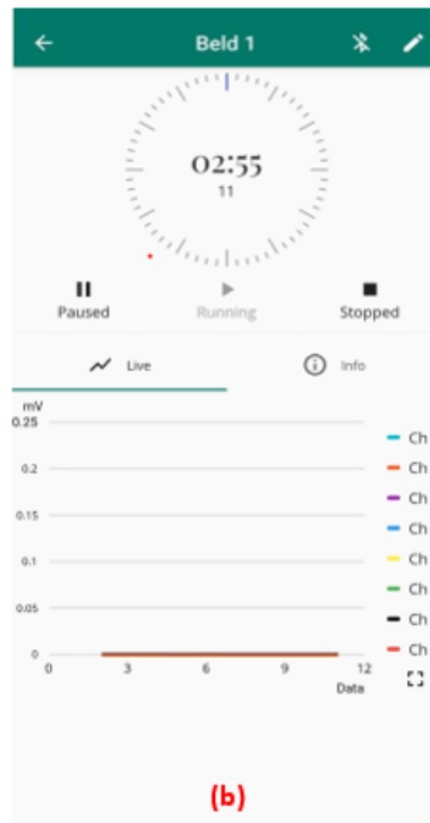 Beld 1
02:55
11
Paused
Running
Stopped
Live
Info
mV
0.25
0.2
0.15
0.1
0.05
0
0 3 6 9 12
Data
Ch
Ch
Ch
Ch
Ch
Ch
Ch
Ch
(b)